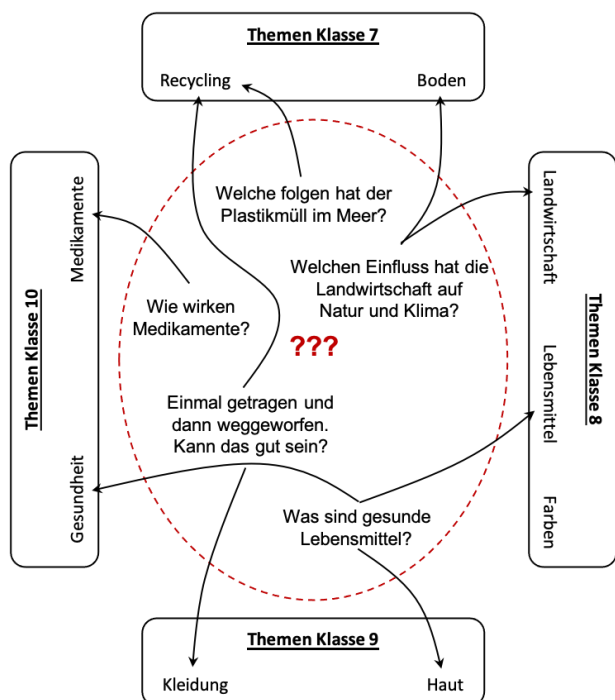 Themen Klasse 7
Recycling
Boden
Welche folgen hat der
Plastikmüll im Meer?
Welchen Einfluss hat die
Landwirtschaft auf
Natur und Klima?
Wie wirken
Medikamente?
???
Einmal getragen und
dann weggeworfen.
Kann das gut sein?
Was sind gesunde
Lebensmittel?
Themen Klasse 10
Medikamente
Gesundheit
Themen Klasse 8
Landwirtschaft
Lebensmittel
Farben
Themen Klasse 9
Kleidung
Haut